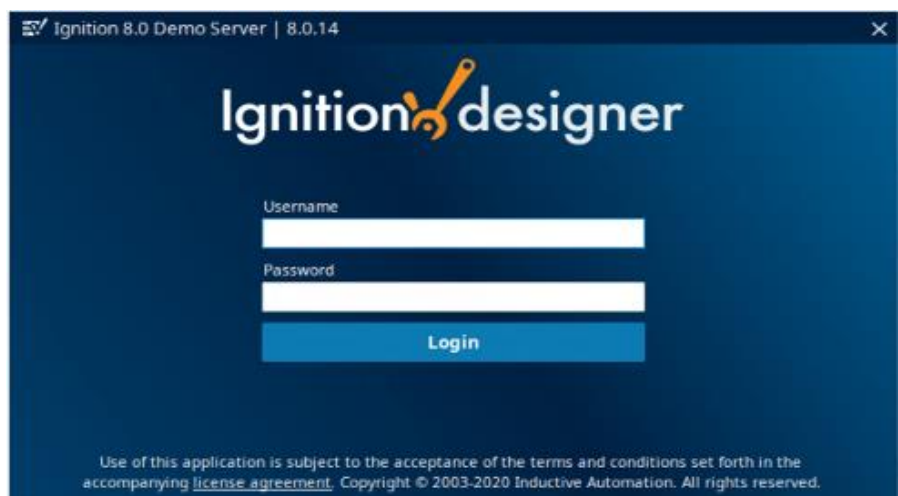 Ignition 8.0 Demo Server | 8.0.14
Ignition designer
Username
Password
Login
Use of this application is subject to the acceptance of the terms and conditions set forth in the
accompanying license agreement. Copyright © 2003-2020 Inductive Automation. All rights reserved.